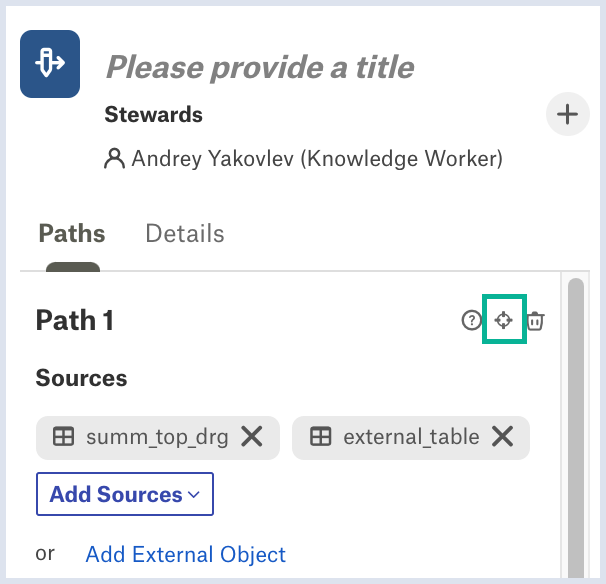 Please provide a title
Stewards
Andrey Yakovlev (Knowledge Worker)
Paths Details
Path 1
Sources
summ_top_drg external_table
Add Sources
or Add External Object